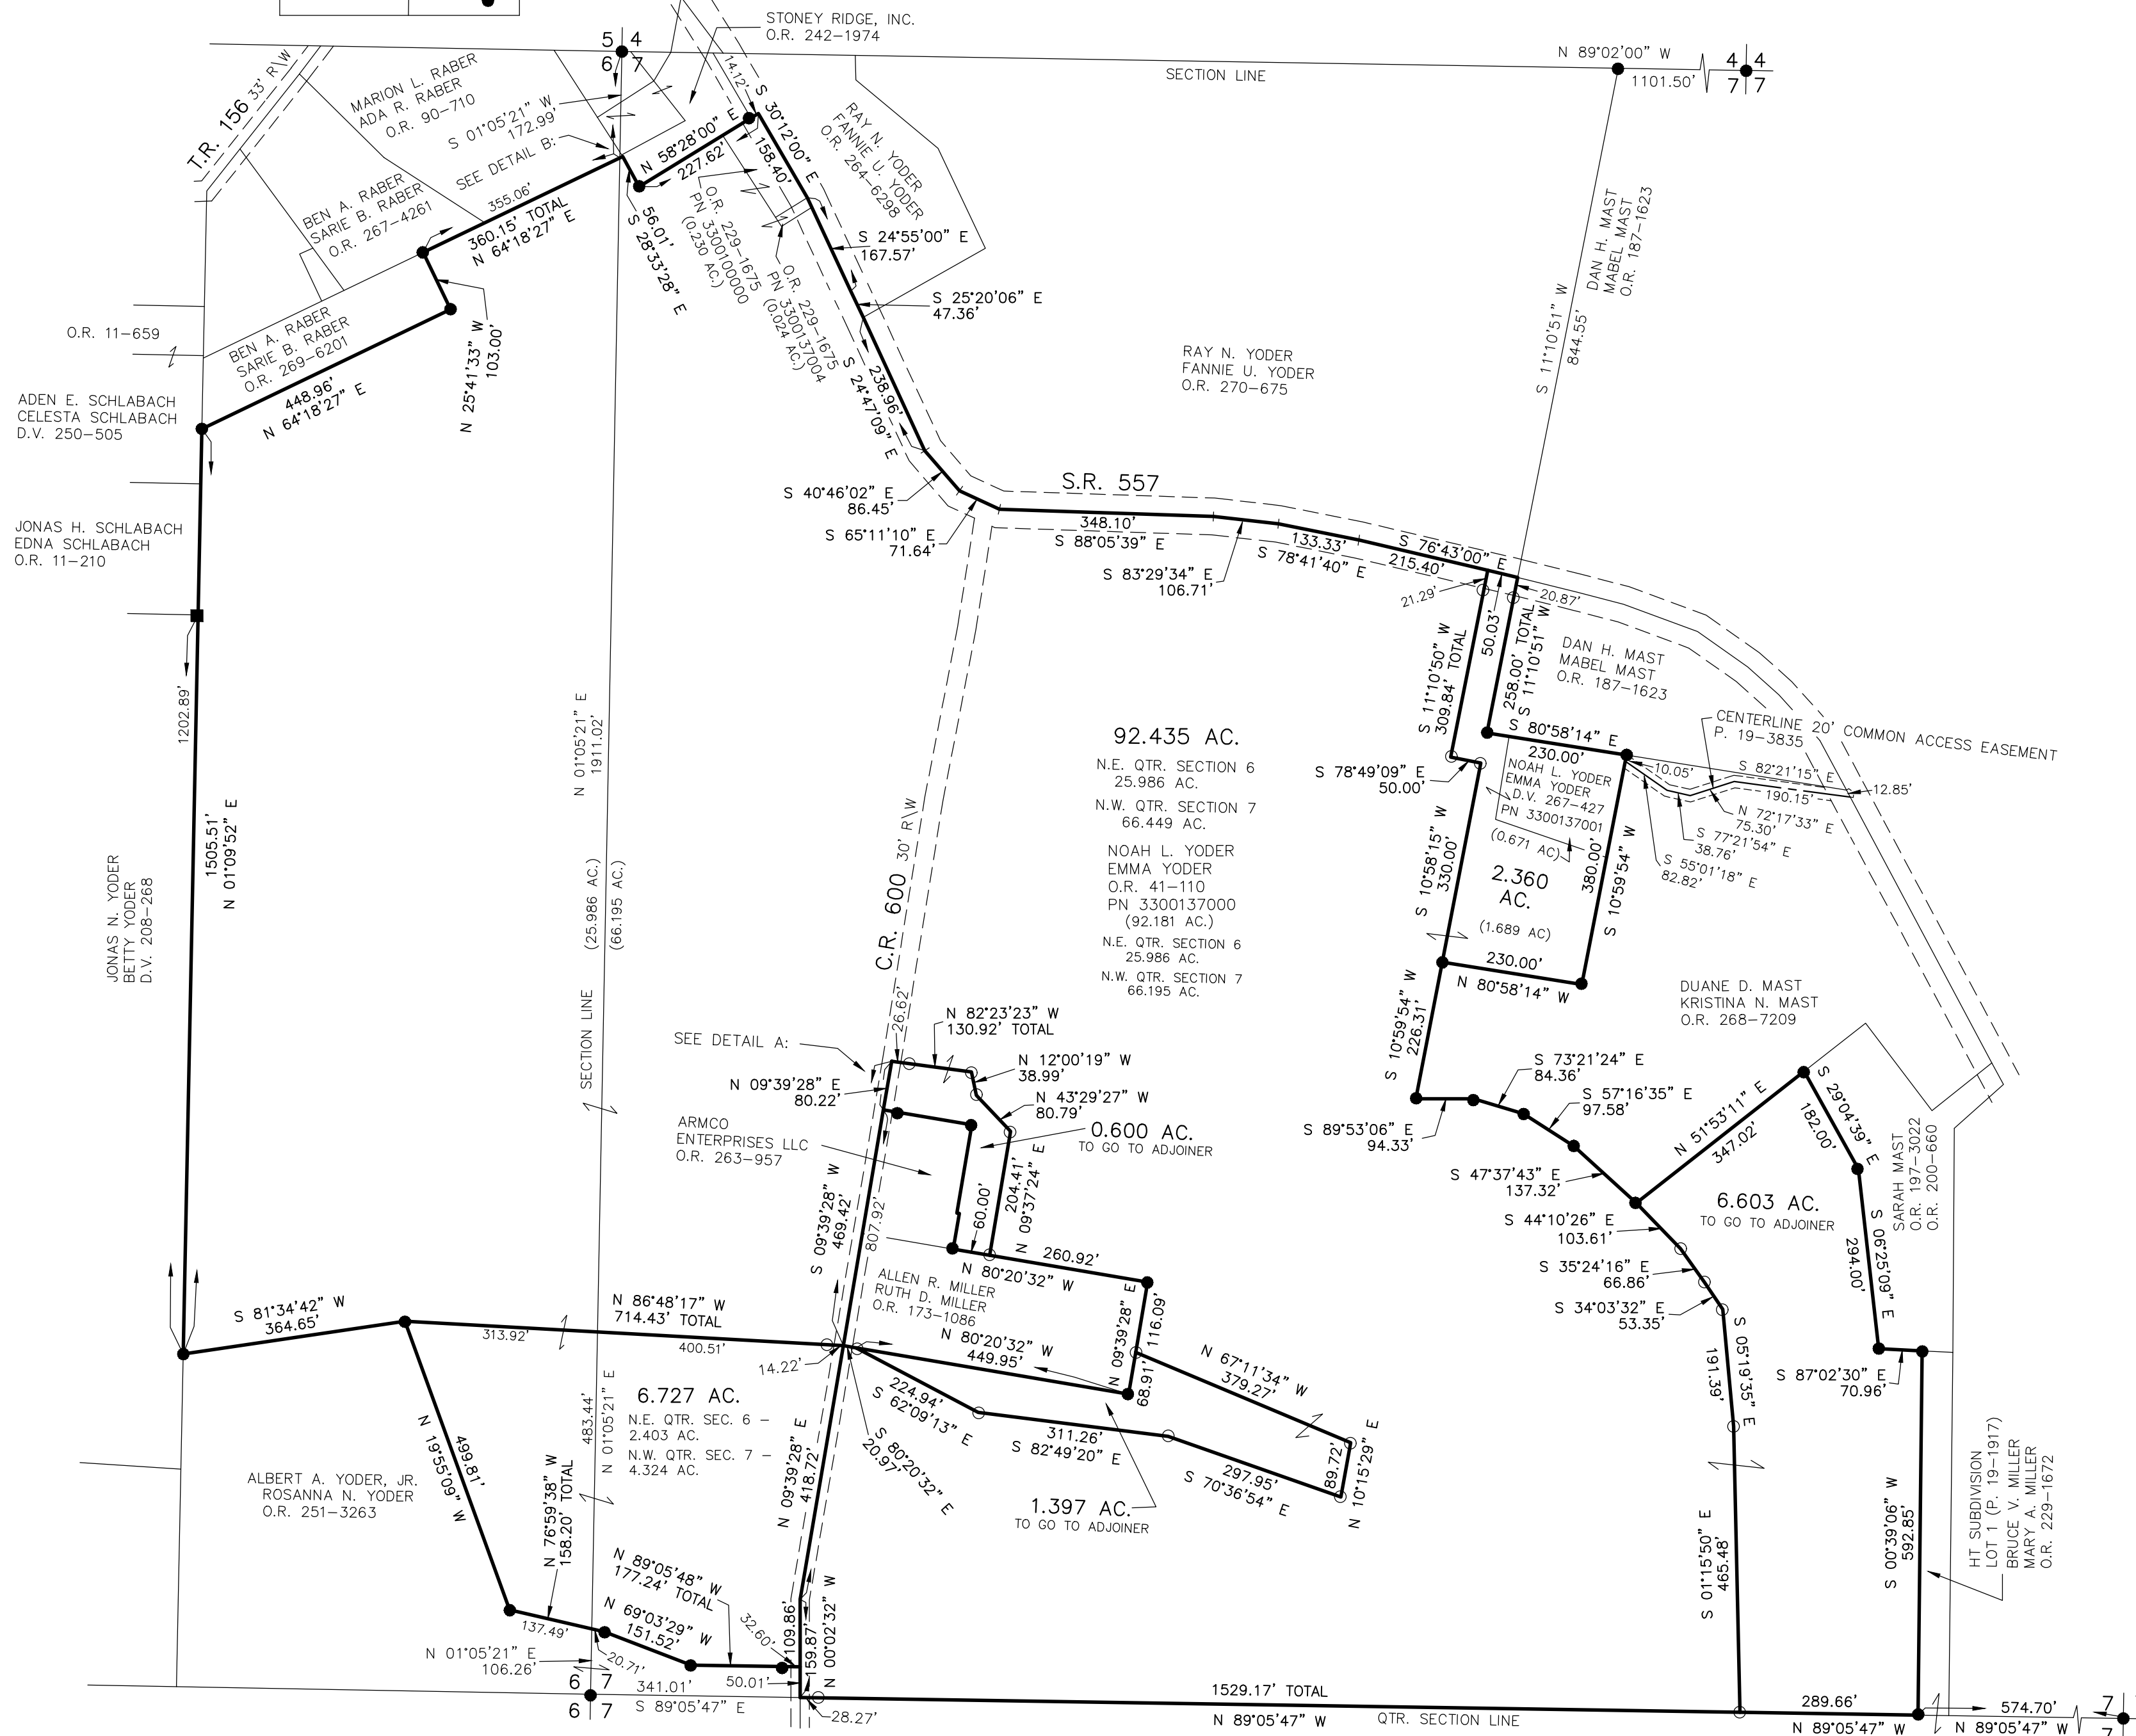 STONEY RIDGE, INC.
O.R. 242-1974
5 4
6 7
N 89°02'00" W
1101.50'
4 4
7 7
SECTION LINE
T.R. 156 33' R\W
MARION L. RABER
ADA R. RABER
O.R. 90-710
S 01°05'21" W
172.99'
SEE DETAIL B:
14.12'
S 30°12'00" E
158.40'
N 58°28'00" E
227.62'
RAY N. YODER
FANNIE U. YODER
O.R. 264-6298
BEN A. RABER
SARIE B. RABER
O.R. 267-4261
355.06'
360.15' TOTAL
N 64°18'27" E
56.01'
S 28°33'28" E
O.R. 229-1675
PN 3300100000
(0.230 AC.)
O.R. 229-1675
PN 3300137004
(0.024 AC.)
S 24°55'00" E
167.57'
S 25°20'06" E
47.36'
DAN H. MAST
MABEL MAST
O.R. 187-1623
S 11°10'51" W
844.55'
O.R. 11-659
BEN A. RABER
SARIE B. RABER
O.R. 269-6201
448.96'
N 64°18'27" E
N 25°41'33" W
103.00'
RAY N. YODER
FANNIE U. YODER
O.R. 270-675
238.96'
S 24°47'09" E
ADEN E. SCHLABACH
CELESTA SCHLABACH
D.V. 250-505
JONAS H. SCHLABACH
EDNA SCHLABACH
O.R. 11-210
S 40°46'02" E
86.45'
S 65°11'10" E
71.64'
S.R. 557
348.10'
S 88°05'39" E
S 83°29'34" E
106.71'
133.33'
S 78°41'40" E
S 76°43'00" E
215.40'
21.29'
20.87'
50.03'
S 11°10'50" W
309.84' TOTAL
258.00' TOTAL
S 11°10'51" W
DAN H. MAST
MABEL MAST
O.R. 187-1623
CENTERLINE 20' COMMON ACCESS EASEMENT
P. 19-3835
1202.89'
1505.51'
N 01°09'52" E
N 01°05'21" E
1911.02'
(25.986 AC.)
(66.195 AC.)
SECTION LINE
92.435 AC.
N.E. QTR. SECTION 6
25.986 AC.
N.W. QTR. SECTION 7
66.449 AC.
NOAH L. YODER
EMMA YODER
O.R. 41-110
PN 3300137000
(92.181 AC.)
N.E. QTR. SECTION 6
25.986 AC.
N.W. QTR. SECTION 7
66.195 AC.
S 78°49'09" E
50.00'
S 80°58'14" E
230.00'
NOAH L. YODER
EMMA YODER
D.V. 267-427
PN 3300137001
(0.671 AC)
10.05'
S 82°21'15" E
190.15'
12.85'
N 72°17'33" E
75.30'
S 77°21'54" E
38.76'
S 55°01'18" E
82.82'
S 10°58'15" W
330.00'
2.360
AC.
(1.689 AC)
380.00'
S 10°59'54" W
230.00'
N 80°58'14" W
JONAS N. YODER
BETTY YODER
D.V. 208-268
C.R. 600 30' R\W
DUANE D. MAST
KRISTINA N. MAST
O.R. 268-7209
S 10°59'54" W
226.31'
SEE DETAIL A:
26.62'
N 82°23'23" W
130.92' TOTAL
N 12°00'19" W
38.99'
N 43°29'27" W
80.79'
N 09°39'28" E
80.22'
ARMCO
ENTERPRISES LLC
O.R. 263-957
0.600 AC.
TO GO TO ADJOINER
S 73°21'24" E
84.36'
S 57°16'35" E
97.58'
S 89°53'06" E
94.33'
S 47°37'43" E
137.32'
N 51°53'11" E
347.02'
S 29°04'39" E
182.00'
SARAH MAST
O.R. 197-3022
O.R. 200-660
6.603 AC.
TO GO TO ADJOINER
S 44°10'26" E
103.61'
S 35°24'16" E
66.86'
S 34°03'32" E
53.35'
S 06°25'09" E
294.00'
S 09°39'28" W
469.42'
807.92'
60.00'
204.41'
N 09°37'24" E
260.92'
N 80°20'32" W
ALLEN R. MILLER
RUTH D. MILLER
O.R. 173-1086
N 09°39'28" E
116.09'
68.91'
N 80°20'32" W
449.95'
S 81°34'42" W
364.65'
N 86°48'17" W
714.43' TOTAL
313.92'
400.51'
14.22'
N 67°11'34" W
379.27'
S 05°19'35" E
191.39'
S 87°02'30" E
70.96'
6.727 AC.
N.E. QTR. SEC. 6 -
2.403 AC.
N.W. QTR. SEC. 7 -
4.324 AC.
483.44'
N 01°05'21" E
224.94'
S 62°09'13" E
S 80°20'32" E
20.97'
311.26'
S 82°49'20" E
297.95'
S 70°36'54" E
89.72'
N 10°15'29" E
1.397 AC.
TO GO TO ADJOINER
499.81'
N 19°55'09" W
ALBERT A. YODER, JR.
ROSANNA N. YODER
O.R. 251-3263
N 76°59'38" W
158.20' TOTAL
N 09°39'28" E
418.72'
S 01°15'50" E
465.48'
S 00°39'06" W
592.85'
HT SUBDIVISION
LOT 1 (P. 19-1917)
BRUCE V. MILLER
MARY A. MILLER
O.R. 229-1672
N 89°05'48" W
177.24' TOTAL
N 69°03'29" W
151.52'
137.49'
20.71'
32.60'
109.86'
159.87'
N 00°02'32" W
N 01°05'21" E
106.26'
6 7
6 7
341.01'
50.01'
S 89°05'47" E
28.27'
1529.17' TOTAL
N 89°05'47" W
QTR. SECTION LINE
289.66'
N 89°05'47" W
574.70'
N 89°05'47" W
7
7